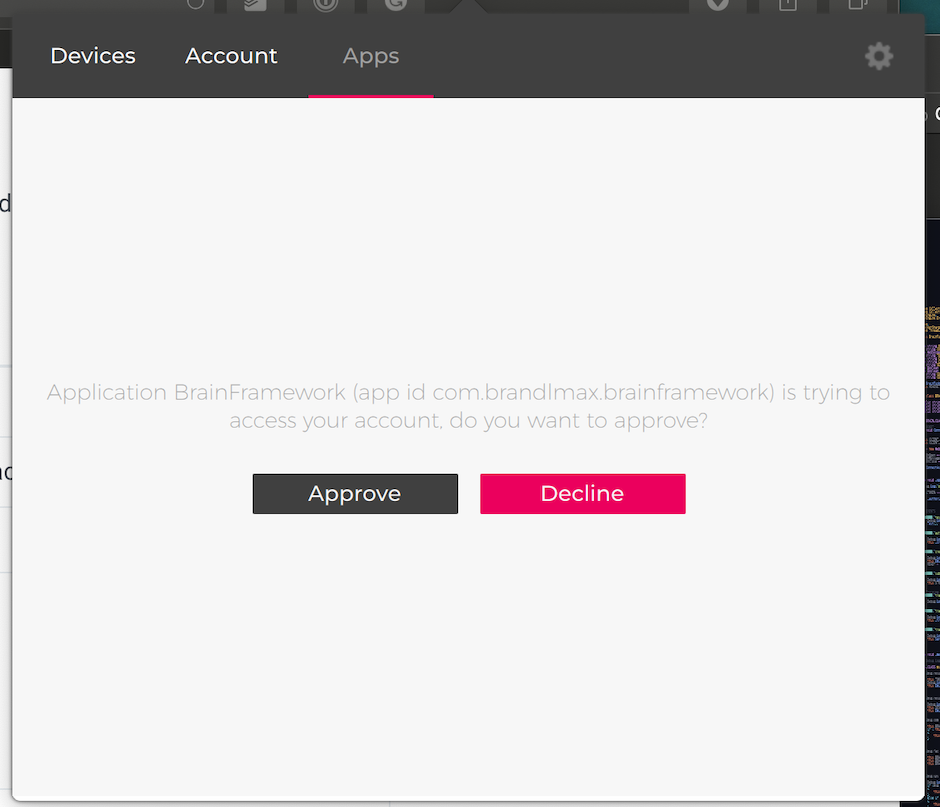 Devices Account Apps
Application BrainFramework (app id com.brandlmax.brainframework) is trying to
access your account, do you want to approve?
Approve Decline